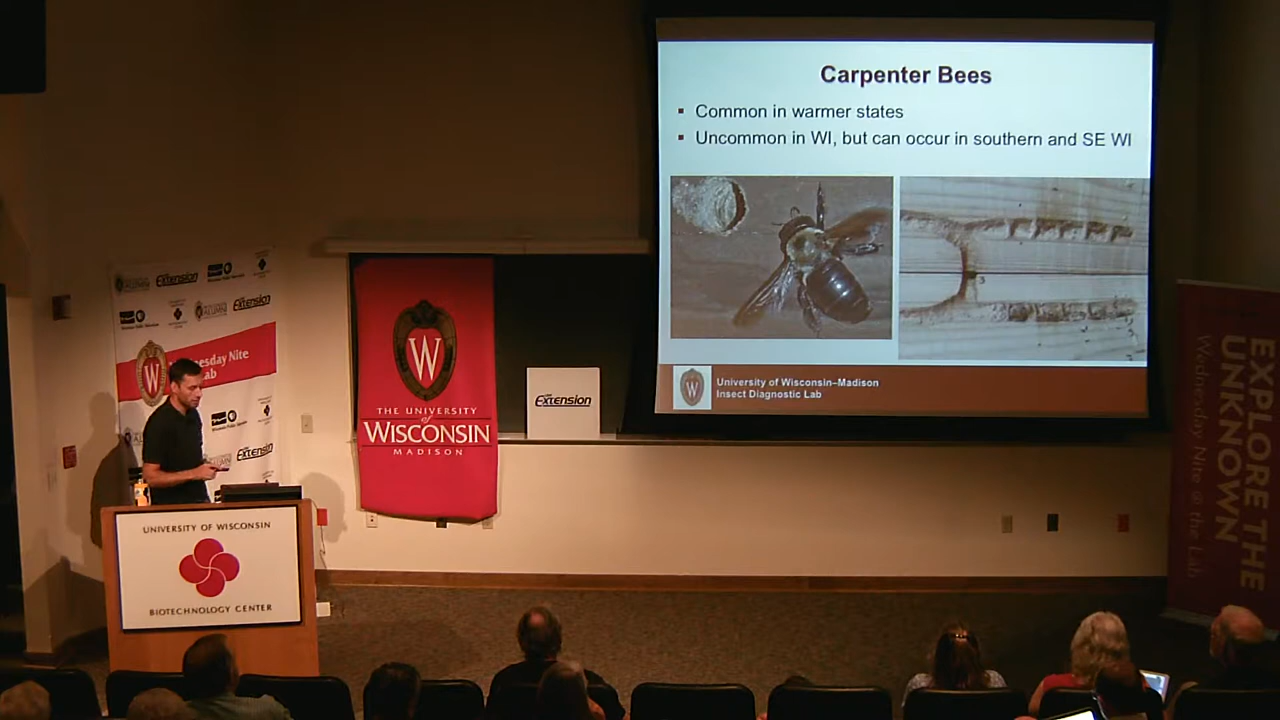 Carpenter Bees
Common in warmer states
Uncommon in WI, but can occur in southern and SE WI
University of Wisconsin–Madison
Insect Diagnostic Lab
Extension
Extension
Wednesday Nite
Lab
Extension
W
THE UNIVERSITY
of
WISCONSIN
MADISON
Extension
UNIVERSITY OF WISCONSIN
BIOTECHNOLOGY CENTER
EXPLORE THE
UNKNOWN
Wednesday Nite @ the Lab